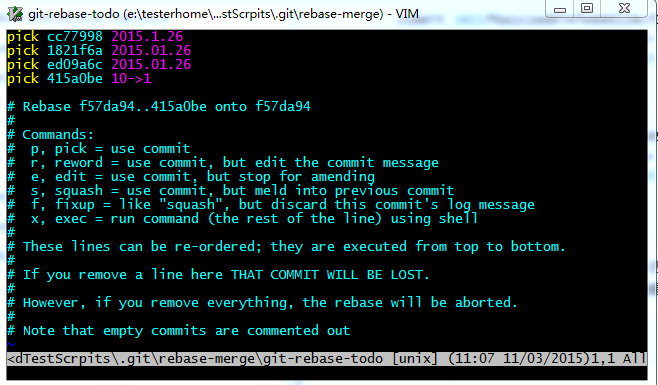 git-rebase-todo (e:\testerhome\...stScrpits\.git\rebase-merge) - VIM
pick cc77998 2015.1.26
pick 1821f6a 2015.01.26
pick ed09a6c 2015.01.26
pick 415a0be 10->1
# Rebase f57da94..415a0be onto f57da94
#
# Commands:
#  p, pick = use commit
#  r, reword = use commit, but edit the commit message
#  e, edit = use commit, but stop for amending
#  s, squash = use commit, but meld into previous commit
#  f, fixup = like "squash", but discard this commit's log message
#  x, exec = run command (the rest of the line) using shell
#
# These lines can be re-ordered; they are executed from top to bottom.
#
# If you remove a line here THAT COMMIT WILL BE LOST.
#
# However, if you remove everything, the rebase will be aborted.
#
# Note that empty commits are commented out
~
<dTestScrpits\.git\rebase-merge\git-rebase-todo [unix] (11:07 11/03/2015)1,1 All